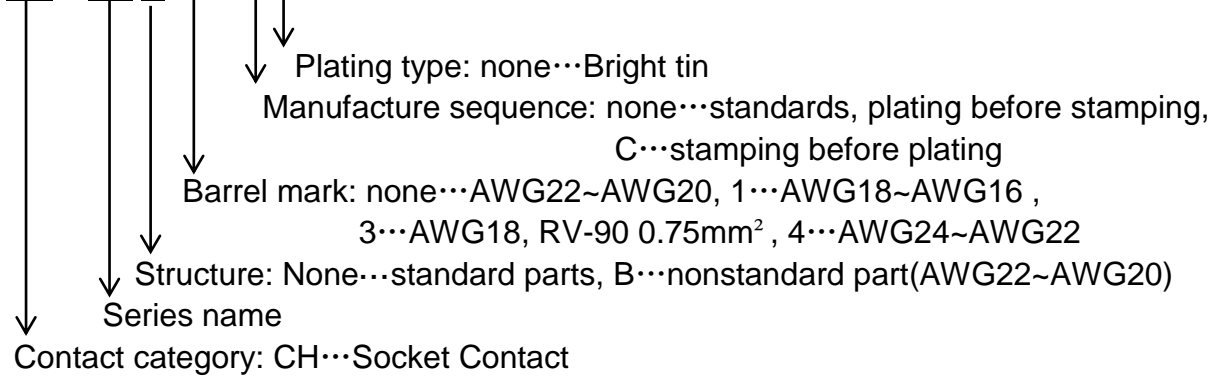 Plating type: none⋯Bright tin
Manufacture sequence: none⋯standards, plating before stamping,
C⋯stamping before plating
Barrel mark: none⋯AWG22~AWG20, 1⋯AWG18~AWG16 ,
3⋯AWG18, RV-90 0.75mm² , 4⋯AWG24~AWG22
Structure: None⋯standard parts, B⋯nonstandard part(AWG22~AWG20)
Series name
Contact category: CH⋯Socket Contact